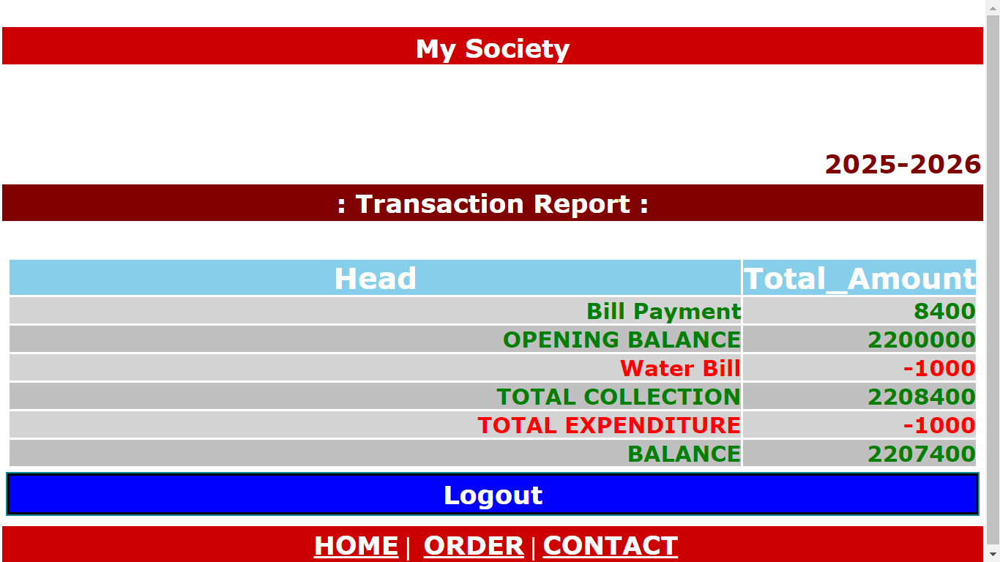 My Society
2025-2026
: Transaction Report :
Head Total_Amount
Bill Payment 8400
OPENING BALANCE 2200000
Water Bill -1000
TOTAL COLLECTION 2208400
TOTAL EXPENDITURE -1000
BALANCE 2207400
Logout
HOME | ORDER | CONTACT